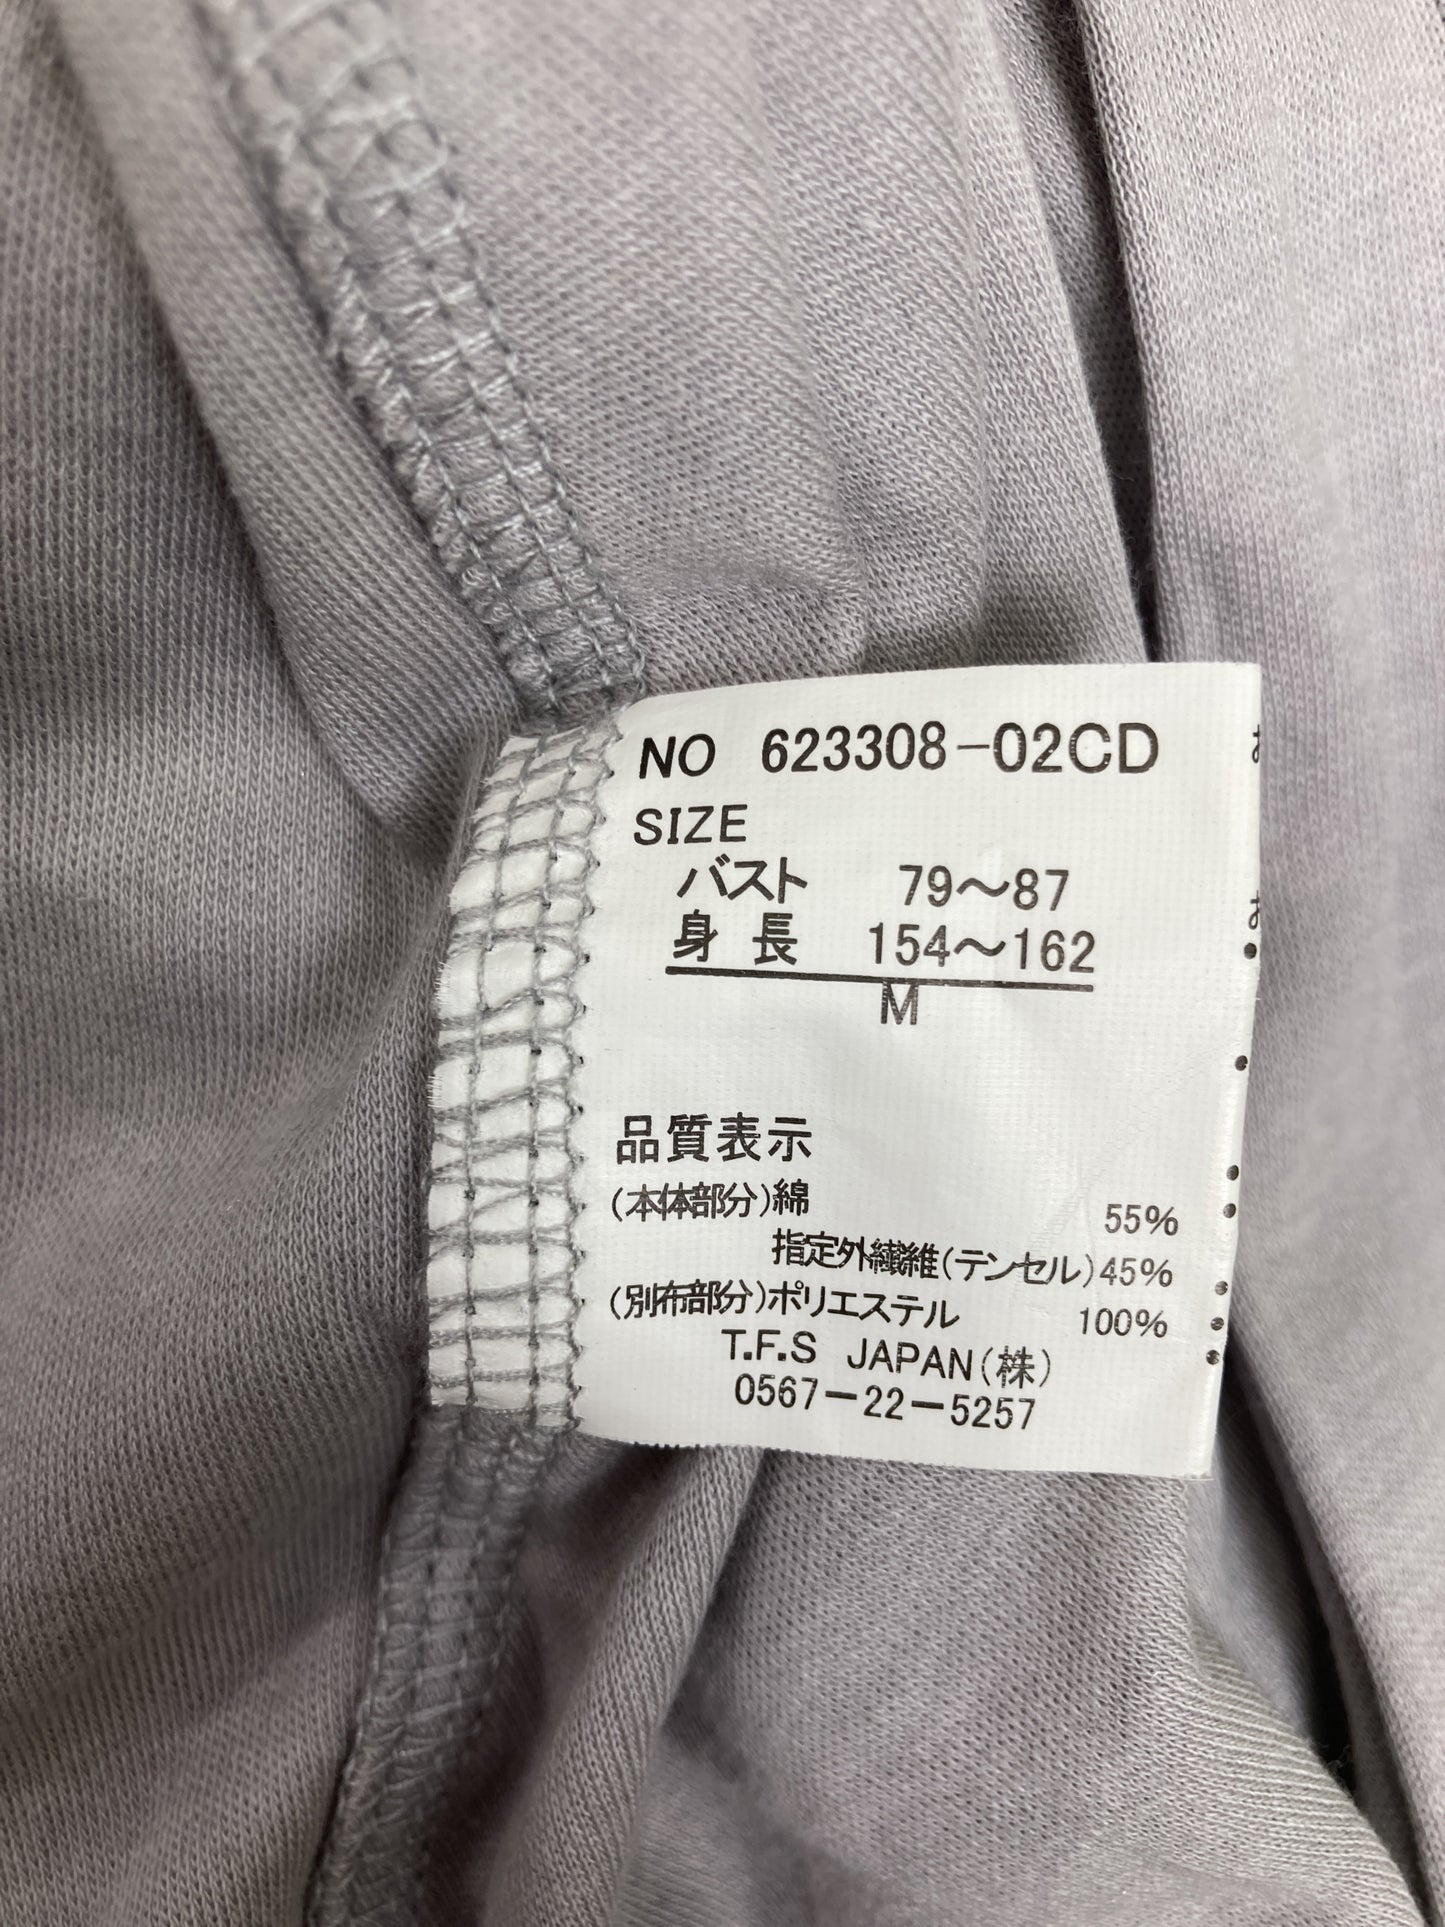 NO 623308-02CD
SIZE
バスト 79～87
身長 154～162
M
品質表示
(本体部分)綿 55%
指定外繊維(テンセル)45%
(別布部分)ポリエステル 100%
T.F.S JAPAN(株)
0567-22-5257